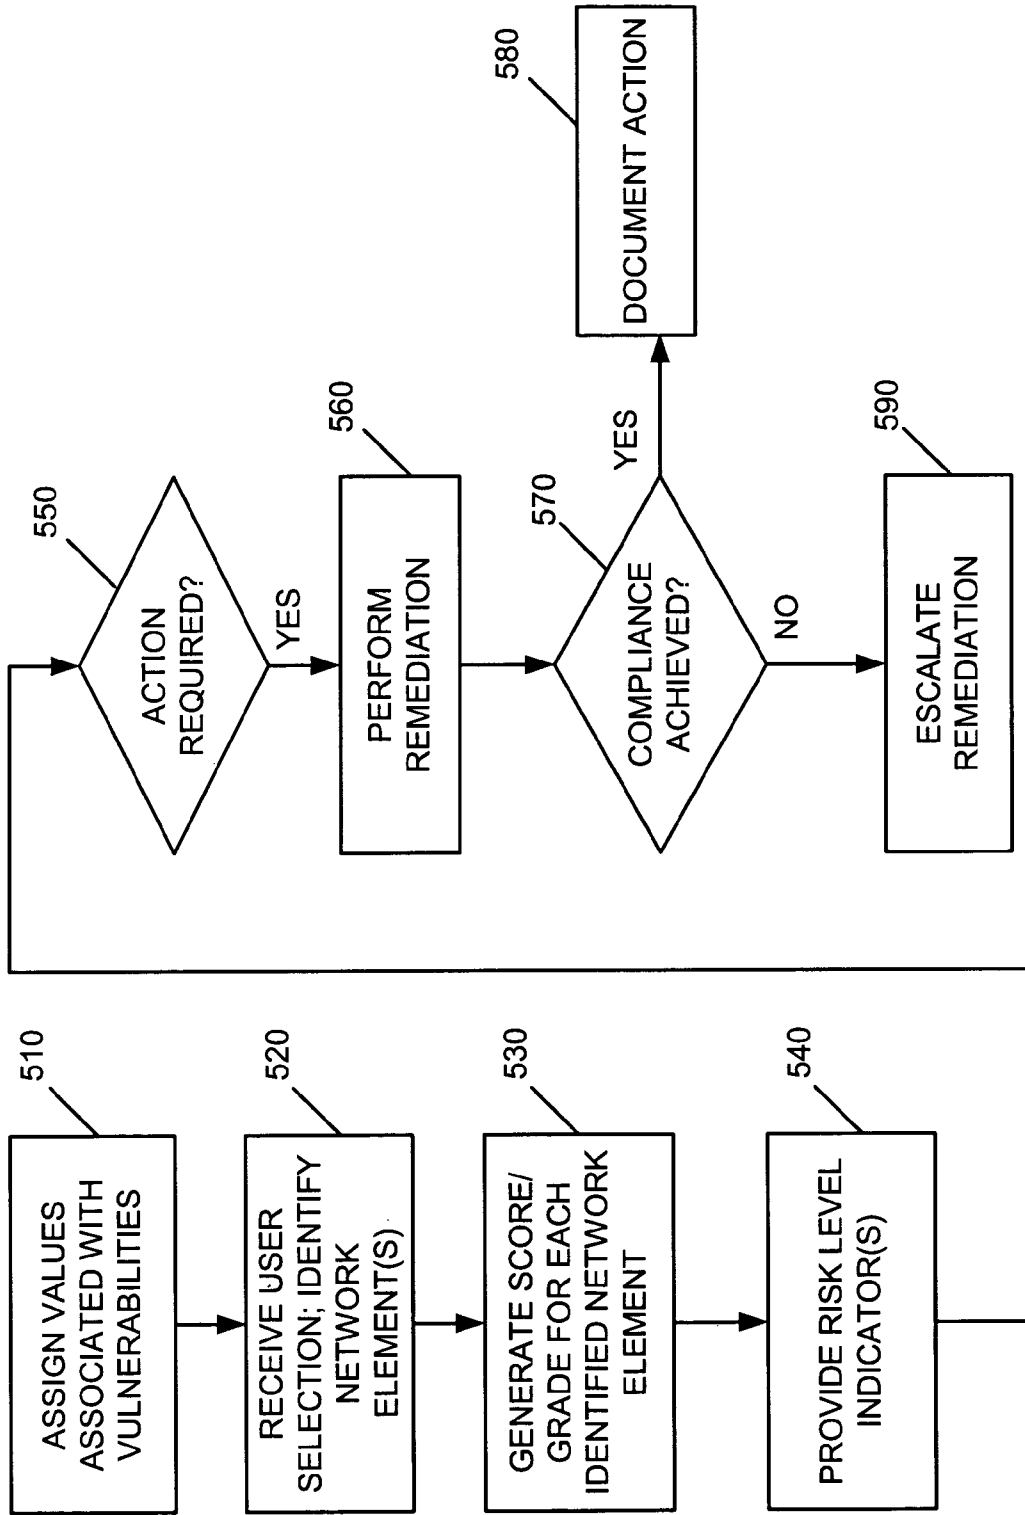 510
ASSIGN VALUES
ASSOCIATED WITH
VULNERABILITIES
520
RECEIVE USER
SELECTION; IDENTIFY
NETWORK
ELEMENT(S)
530
GENERATE SCORE/
GRADE FOR EACH
IDENTIFIED NETWORK
ELEMENT
540
PROVIDE RISK LEVEL
INDICATOR(S)
550
ACTION
REQUIRED?
YES
560
PERFORM
REMEDIATION
570
COMPLIANCE
ACHIEVED?
YES
580
DOCUMENT ACTION
NO
590
ESCALATE
REMEDIATION